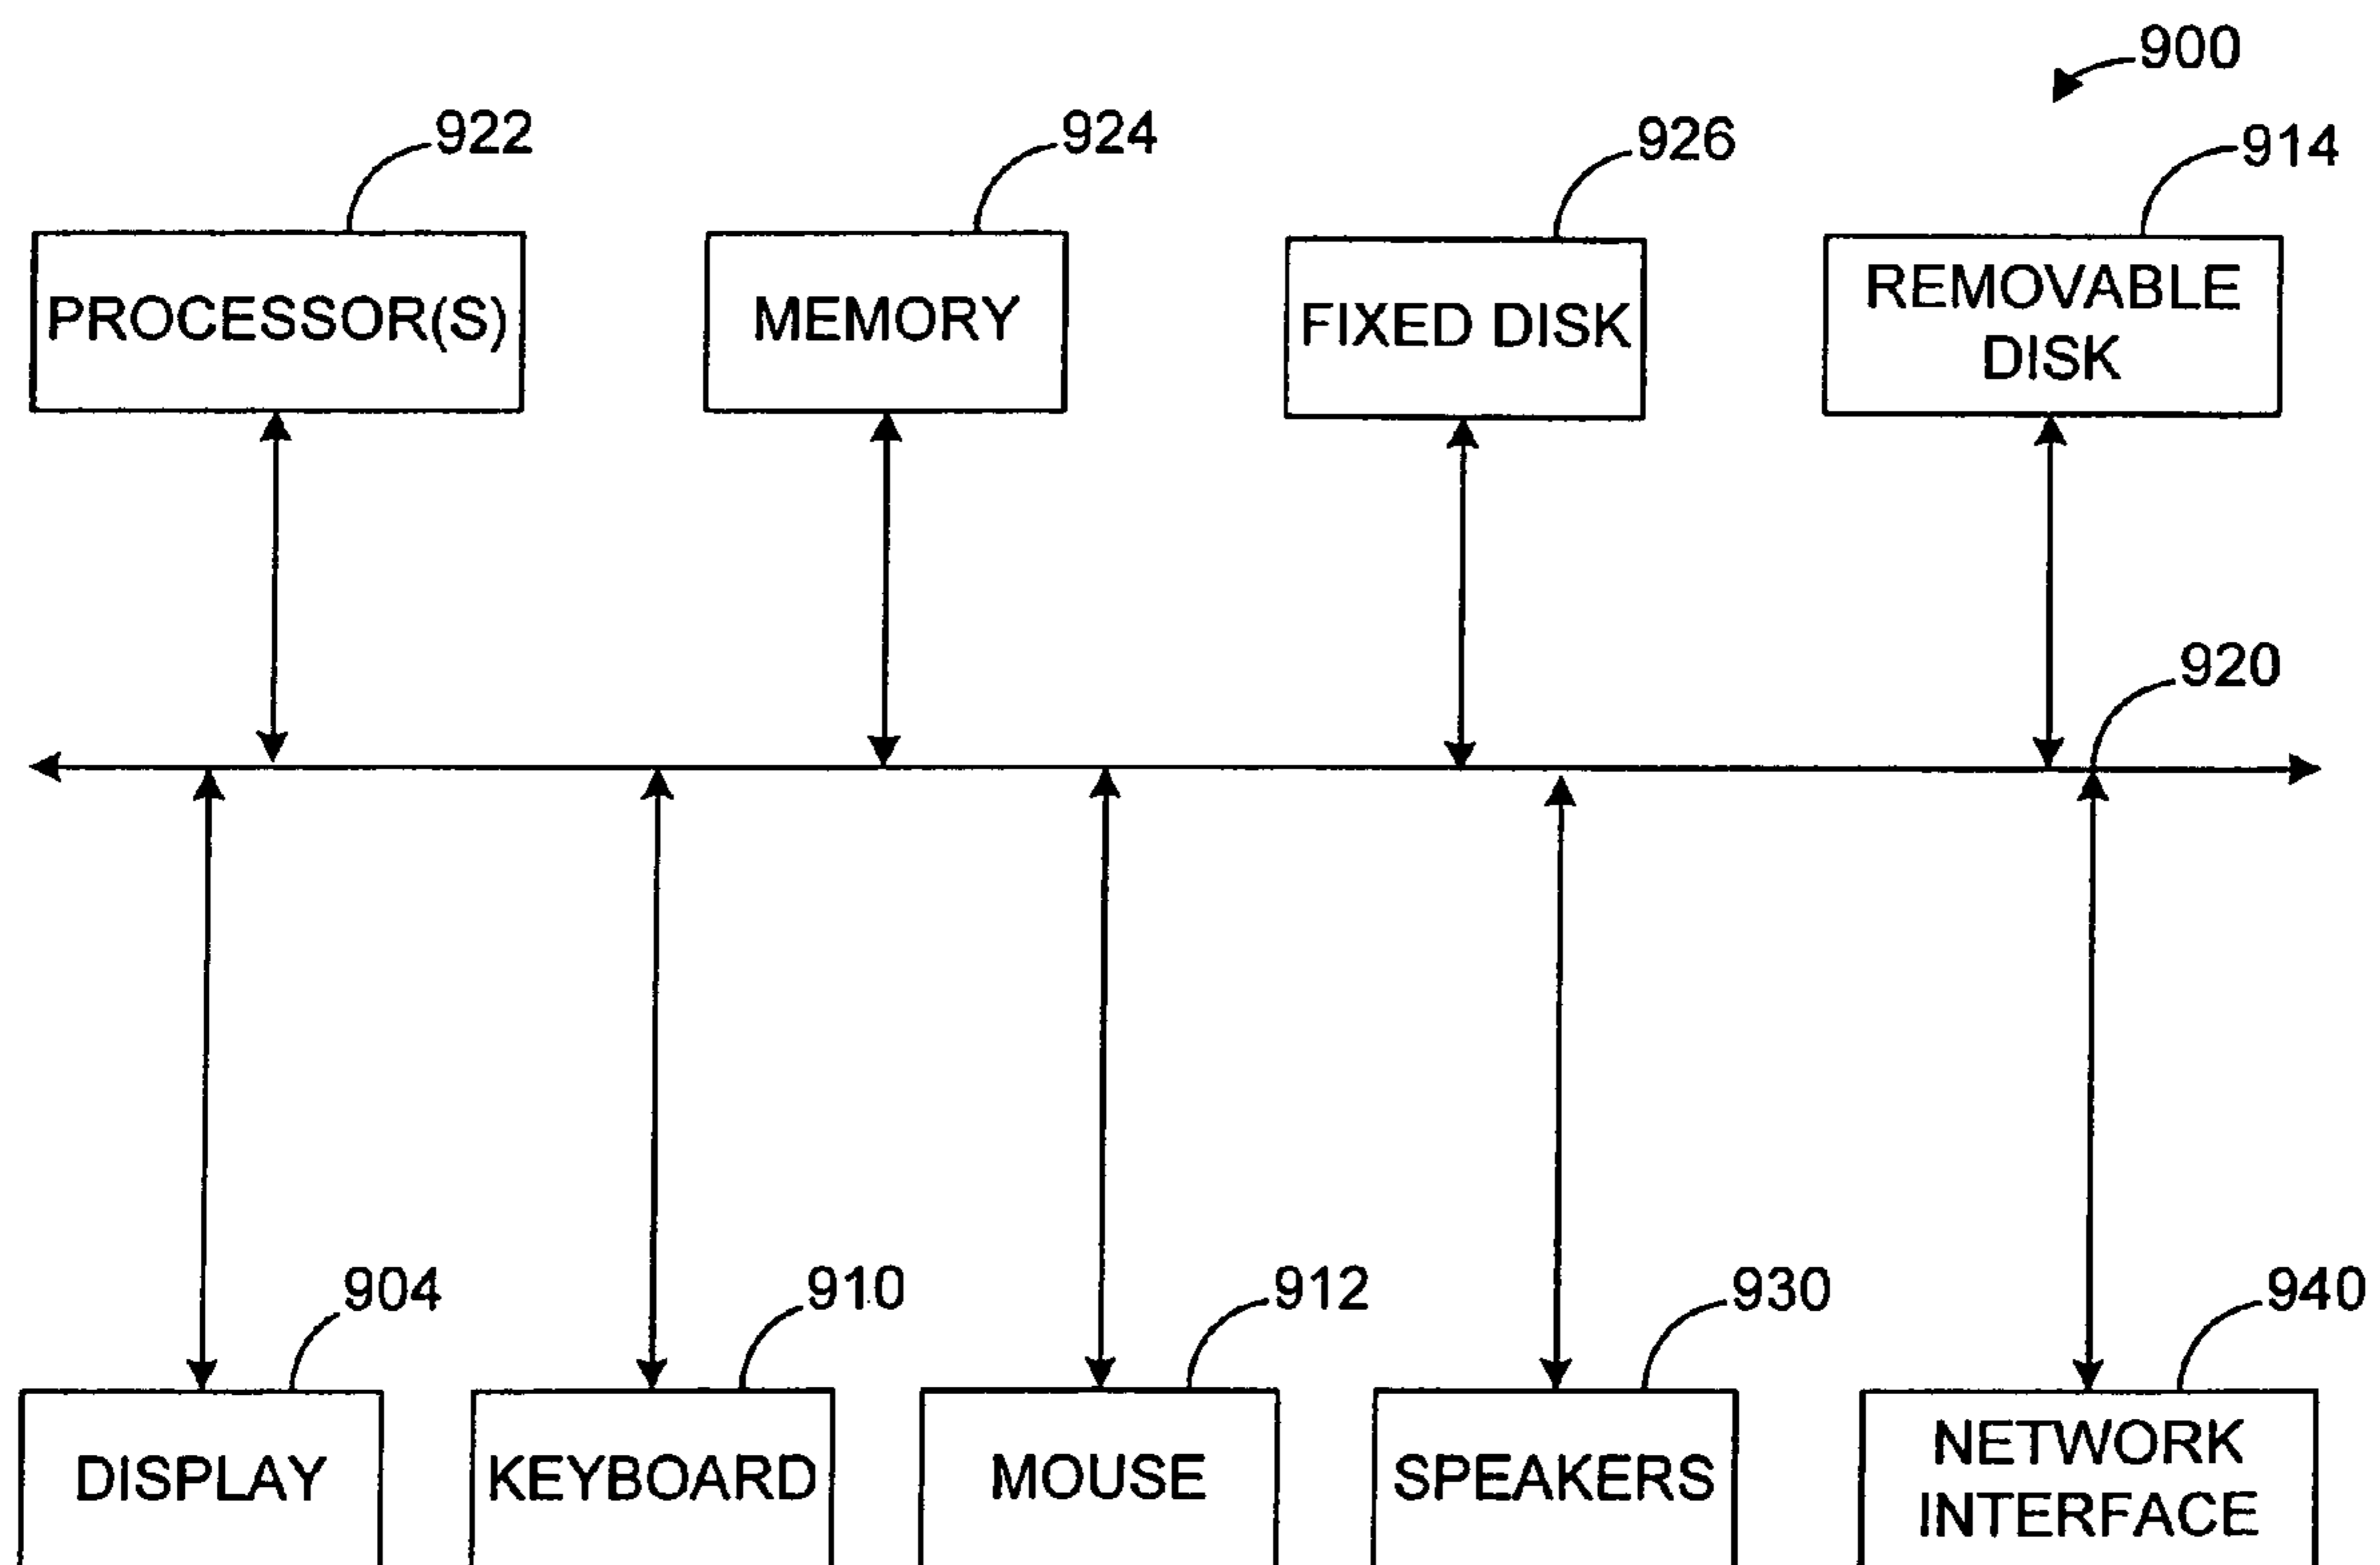 900
922
924
926
914
PROCESSOR(S)
MEMORY
FIXED DISK
REMOVABLE
DISK
920
904
910
912
930
940
DISPLAY
KEYBOARD
MOUSE
SPEAKERS
NETWORK
INTERFACE